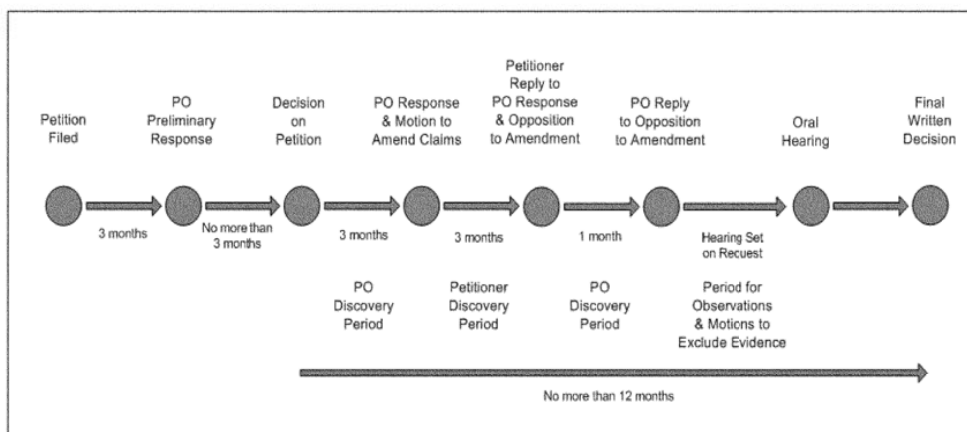 Petition
Filed
PO
Preliminary
Response
Decision
on
Petition
PO Response
& Motion to
Amend Claims
Petitioner
Reply to
PO Response
& Opposition
to Amendment
PO Reply
to Opposition
to Amendment
Oral
Hearing
Final
Written
Decision
3 months
No more than
3 months
3 months
3 months
1 month
Hearing Set
on Recuest
PO
Discovery
Period
Petitioner
Discovery
Period
PO
Discovery
Period
Period for
Observations
& Motions to
Exclude Evidence
No more than 12 months